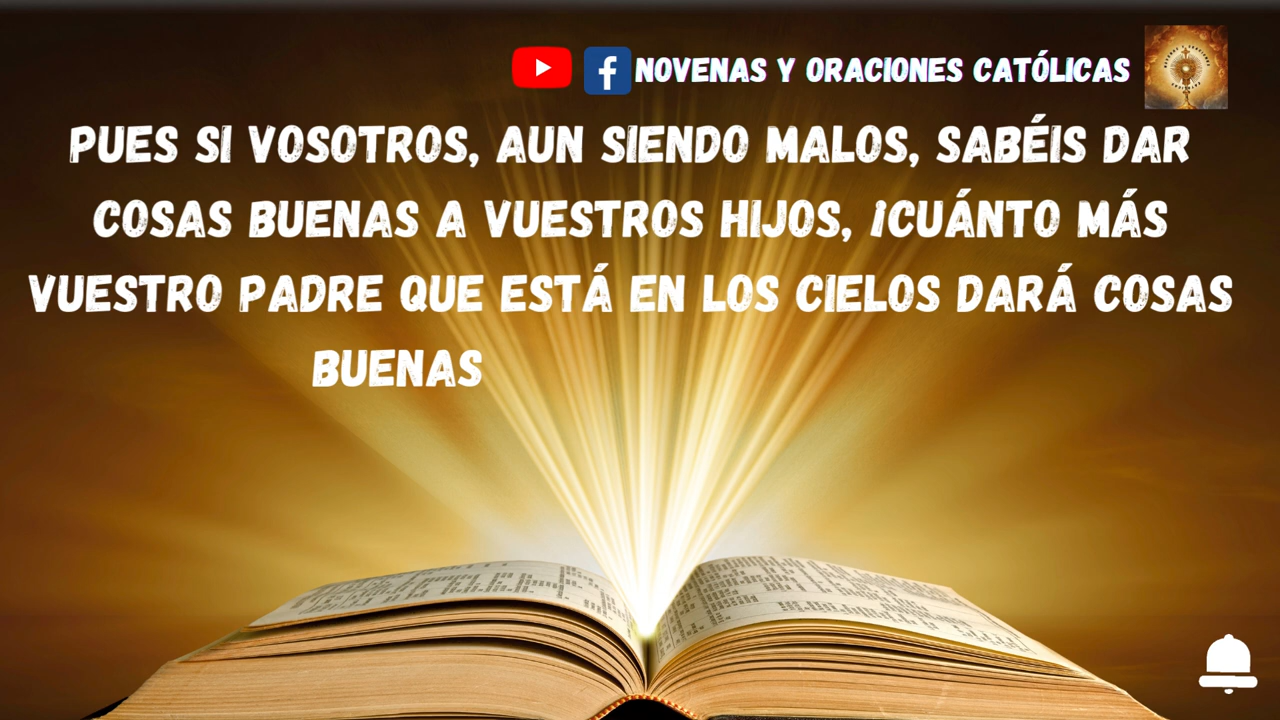 NOVENAS Y ORACIONES CATÓLICAS
PUES SI VOSOTROS, AUN SIENDO MALOS, SABÉIS DAR
COSAS BUENAS A VUESTROS HIJOS, ¡CUÁNTO MÁS
VUESTRO PADRE QUE ESTÁ EN LOS CIELOS DARÁ COSAS
BUENAS